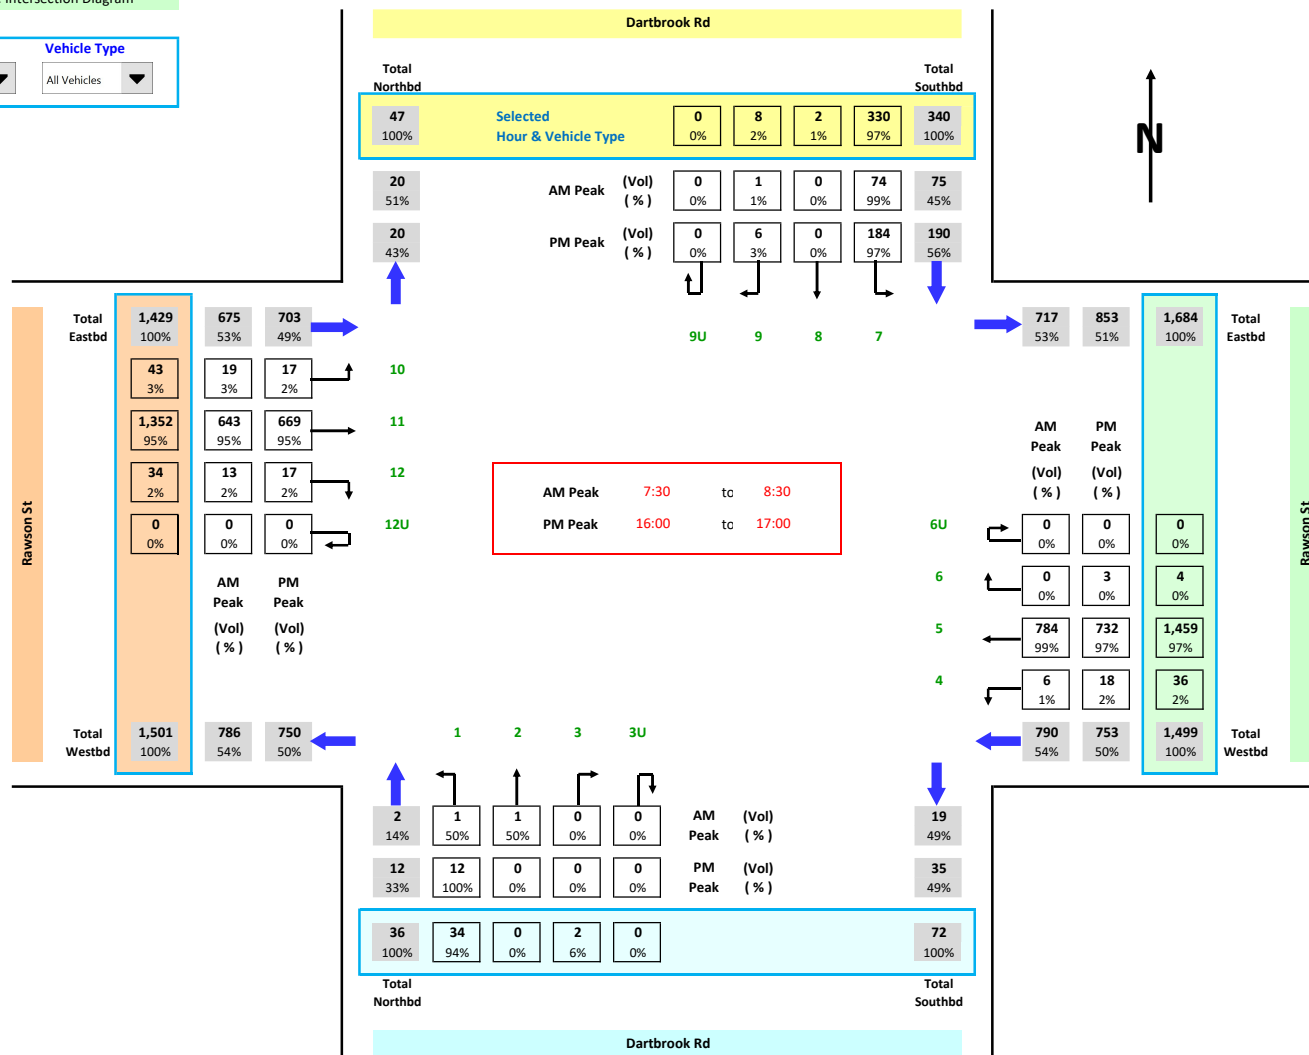 Intersection Diagram
Vehicle Type
All Vehicles
Dartbrook Rd
Total Northbd
Total Southbd
47 100%
Selected Hour & Vehicle Type
0 0%
8 2%
2 1%
330 97%
340 100%
N
20 51%
AM Peak (Vol) ( % )
0 0%
1 1%
0 0%
74 99%
75 45%
20 43%
PM Peak (Vol) ( % )
0 0%
6 3%
0 0%
184 97%
190 56%
9U 9 8 7
Rawson St
Total Eastbd
1,429 100%
675 53%
703 49%
43 3%
19 3%
17 2%
10
1,352 95%
643 95%
669 95%
11
34 2%
13 2%
17 2%
12
0 0%
0 0%
0 0%
12U
AM Peak (Vol) ( % )
PM Peak (Vol) ( % )
Total Westbd
1,501 100%
786 54%
750 50%
AM Peak 7:30 to 8:30
PM Peak 16:00 to 17:00
717 53%
853 51%
1,684 100%
Total Eastbd
AM Peak (Vol) ( % )
PM Peak (Vol) ( % )
6U
0 0%
0 0%
0 0%
6
0 0%
3 0%
4 0%
5
784 99%
732 97%
1,459 97%
4
6 1%
18 2%
36 2%
790 54%
753 50%
1,499 100%
Total Westbd
Rawson St
1 2 3 3U
2 14%
1 50%
1 50%
0 0%
0 0%
AM Peak (Vol) ( % )
19 49%
12 33%
12 100%
0 0%
0 0%
0 0%
PM Peak (Vol) ( % )
35 49%
36 100%
34 94%
0 0%
2 6%
0 0%
72 100%
Total Northbd
Total Southbd
Dartbrook Rd